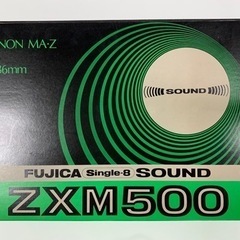 NON MA-Z
36mm
SOUND
FUJICA Single-8 SOUND
ZXM500